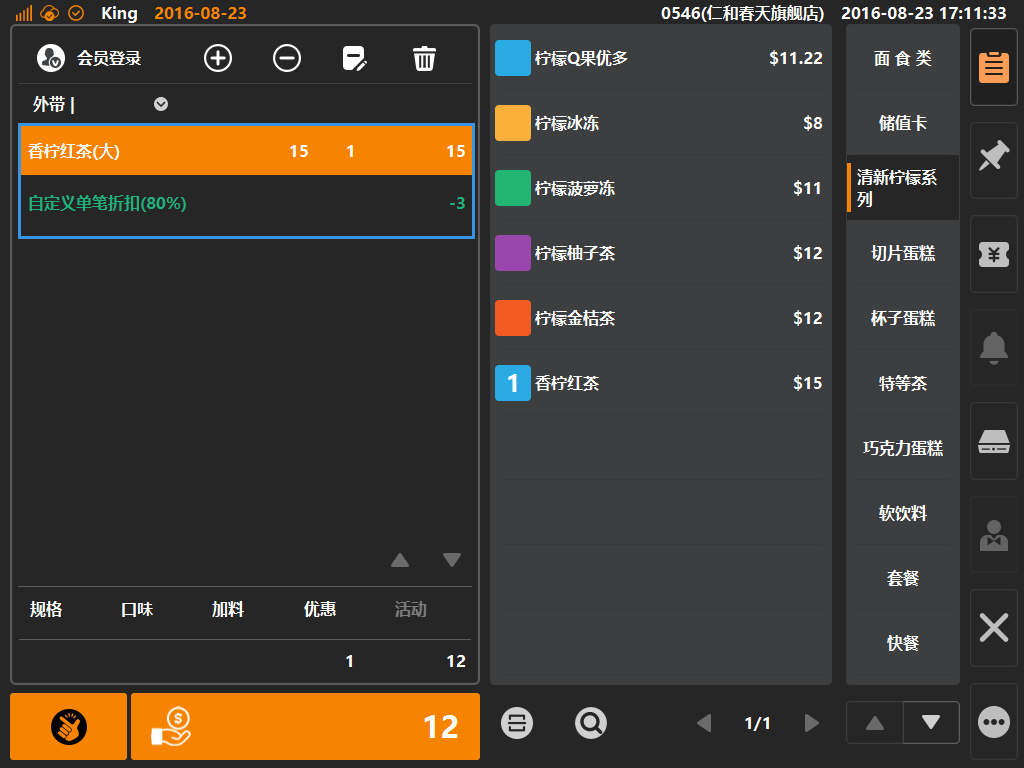 King 2016-08-23 0546(仁和春天旗舰店) 2016-08-23 17:11:33
会员登录
外带 |
香柠红茶(大) 15 1 15
自定义单笔折扣(80%) -3
规格 口味 加料 优惠 活动
1 12
12
柠檬Q果优多 $11.22
柠檬冰冻 $8
柠檬菠萝冻 $11
柠檬柚子茶 $12
柠檬金桔茶 $12
1 香柠红茶 $15
1/1
面 食 类
储值卡
清新柠檬系
列
切片蛋糕
杯子蛋糕
特等茶
巧克力蛋糕
软饮料
套餐
快餐